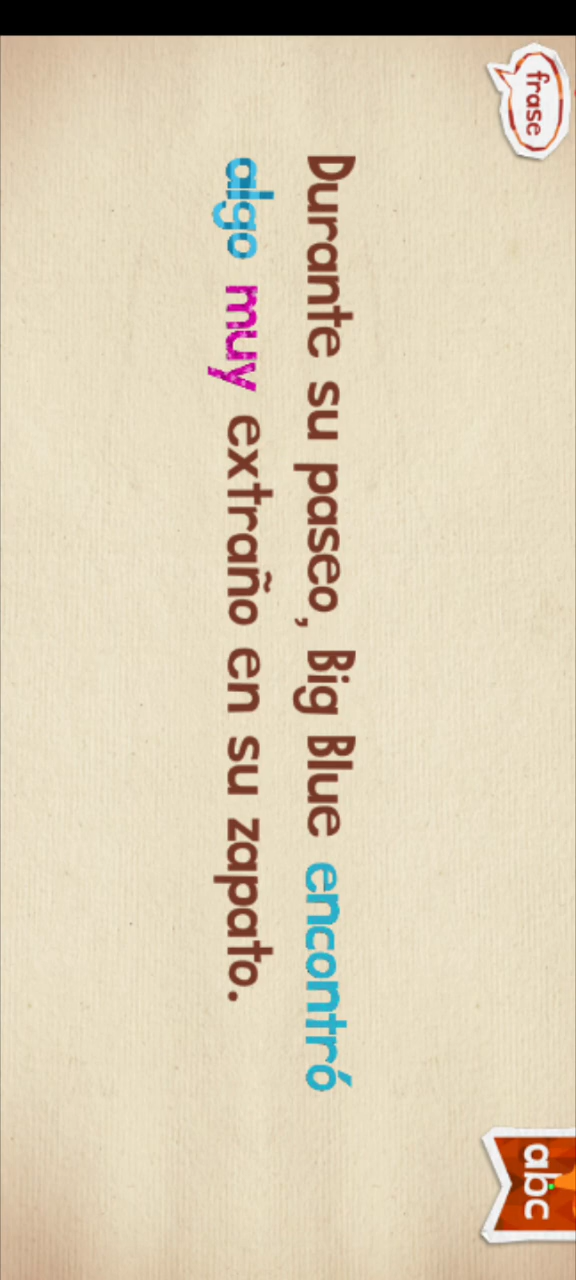 frase
Durante su paseo, Big Blue encontró
algo muy extraño en su zapato.
abc